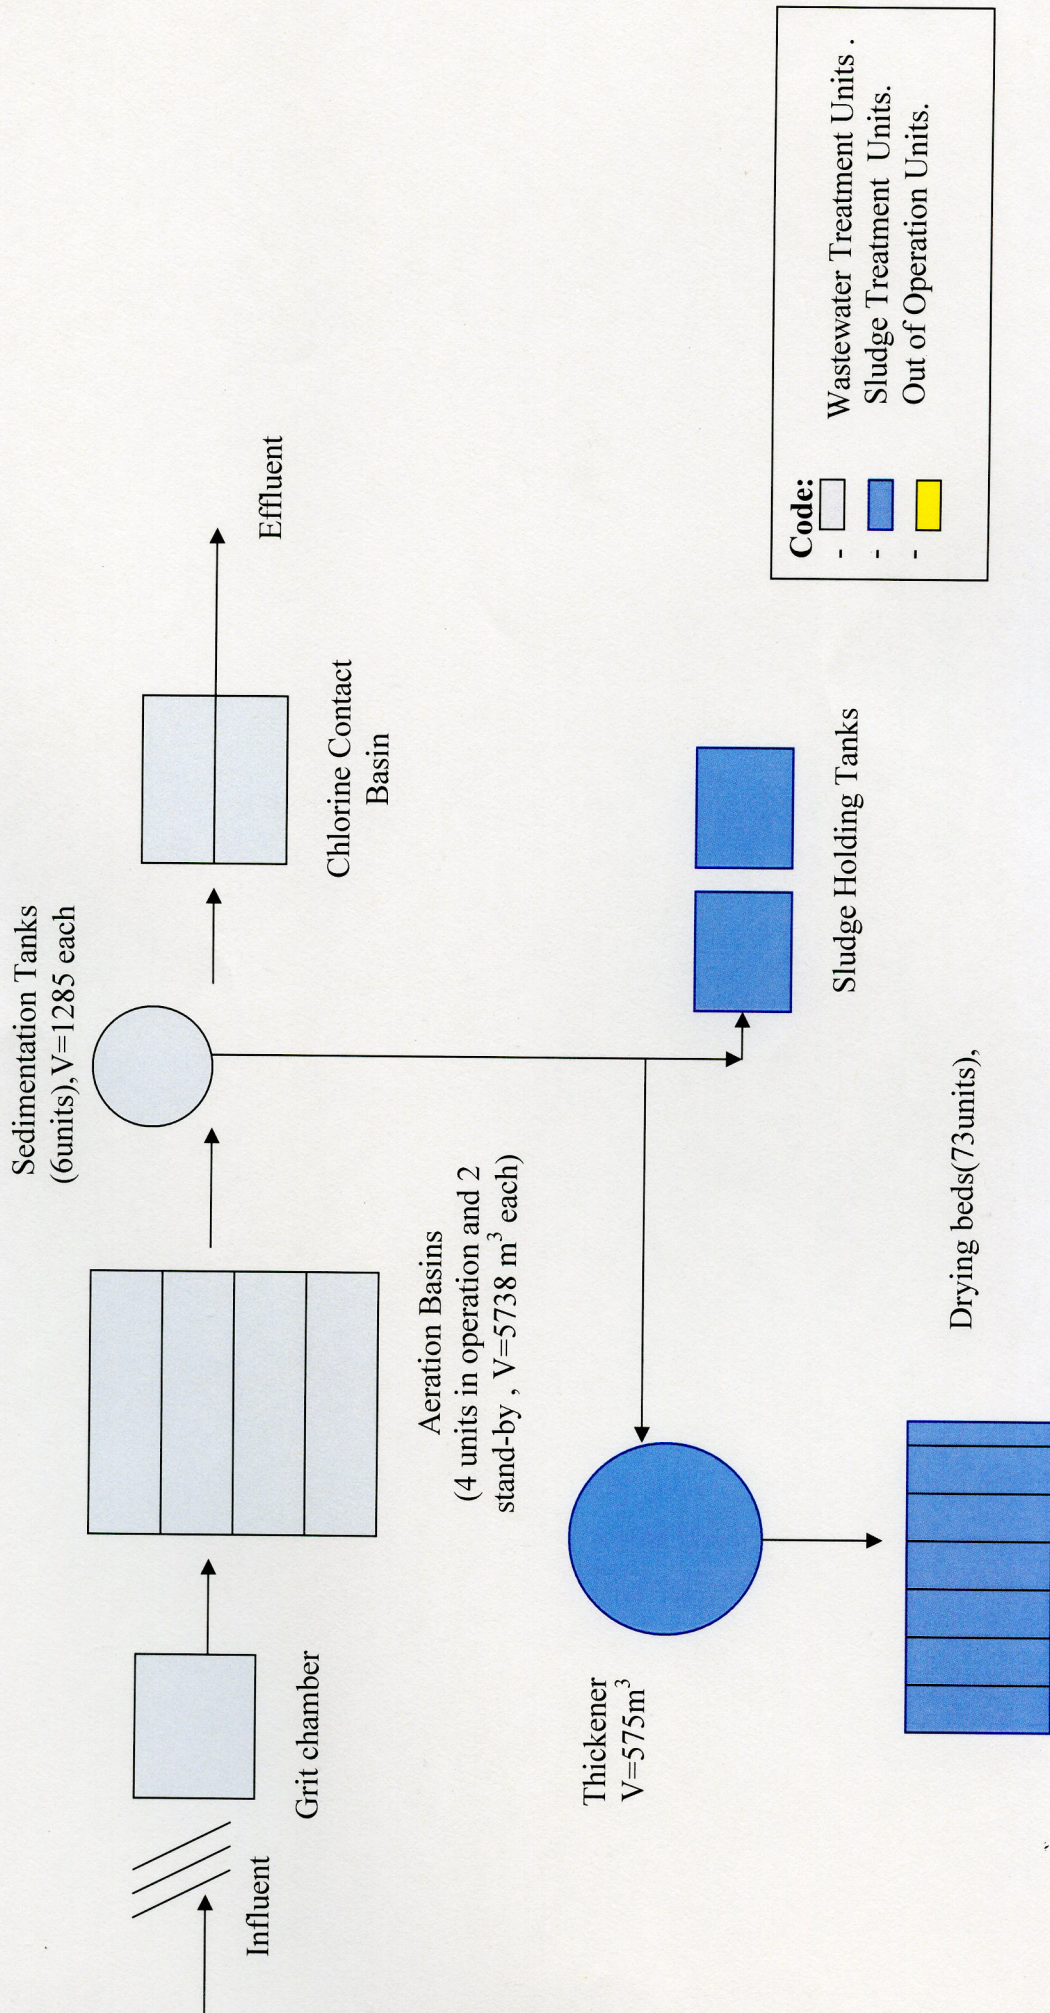 Sedimentation Tanks
(6units),V=1285 each
Influent
Grit chamber
Aeration Basins
(4 units in operation and 2
stand-by , V=5738 m³ each)
Chlorine Contact
Basin
Effluent
Thickener
V=575m³
Sludge Holding Tanks
Drying beds(73units),
Code:
- Wastewater Treatment Units .
- Sludge Treatment Units.
- Out of Operation Units.